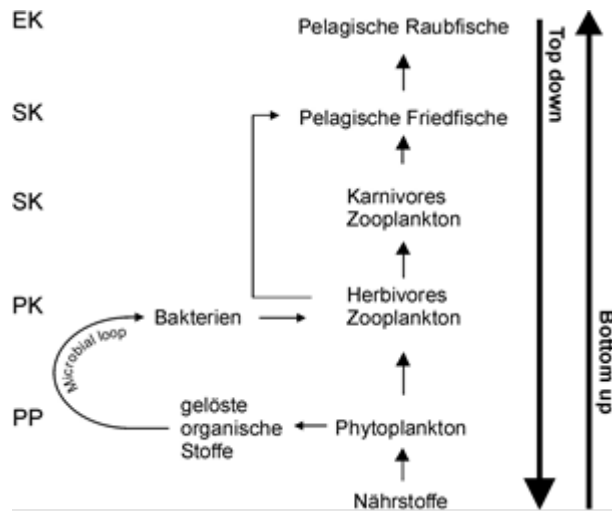 EK
Pelagische Raubfische
Top down
SK
Pelagische Friedfische
SK
Karnivores
Zooplankton
PK
Bakterien
Herbivores
Zooplankton
Microbial loop
Bottom up
PP
gelöste
organische
Stoffe
Phytoplankton
Nährstoffe